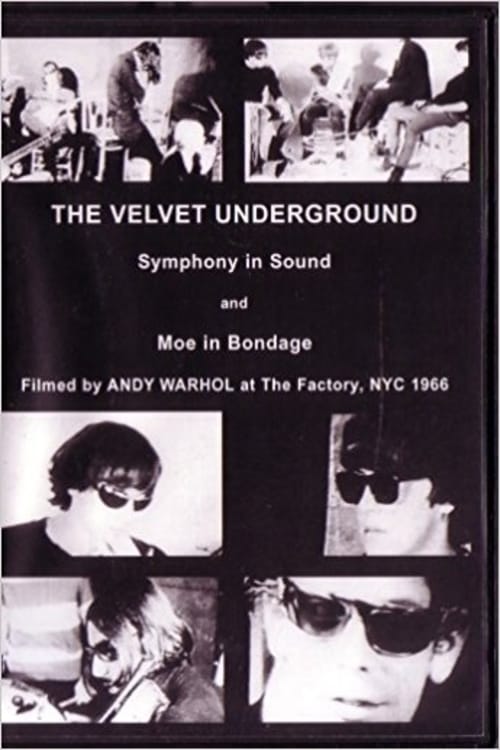 THE VELVET UNDERGROUND
Symphony in Sound
and
Moe in Bondage
Filmed by ANDY WARHOL at The Factory, NYC 1966